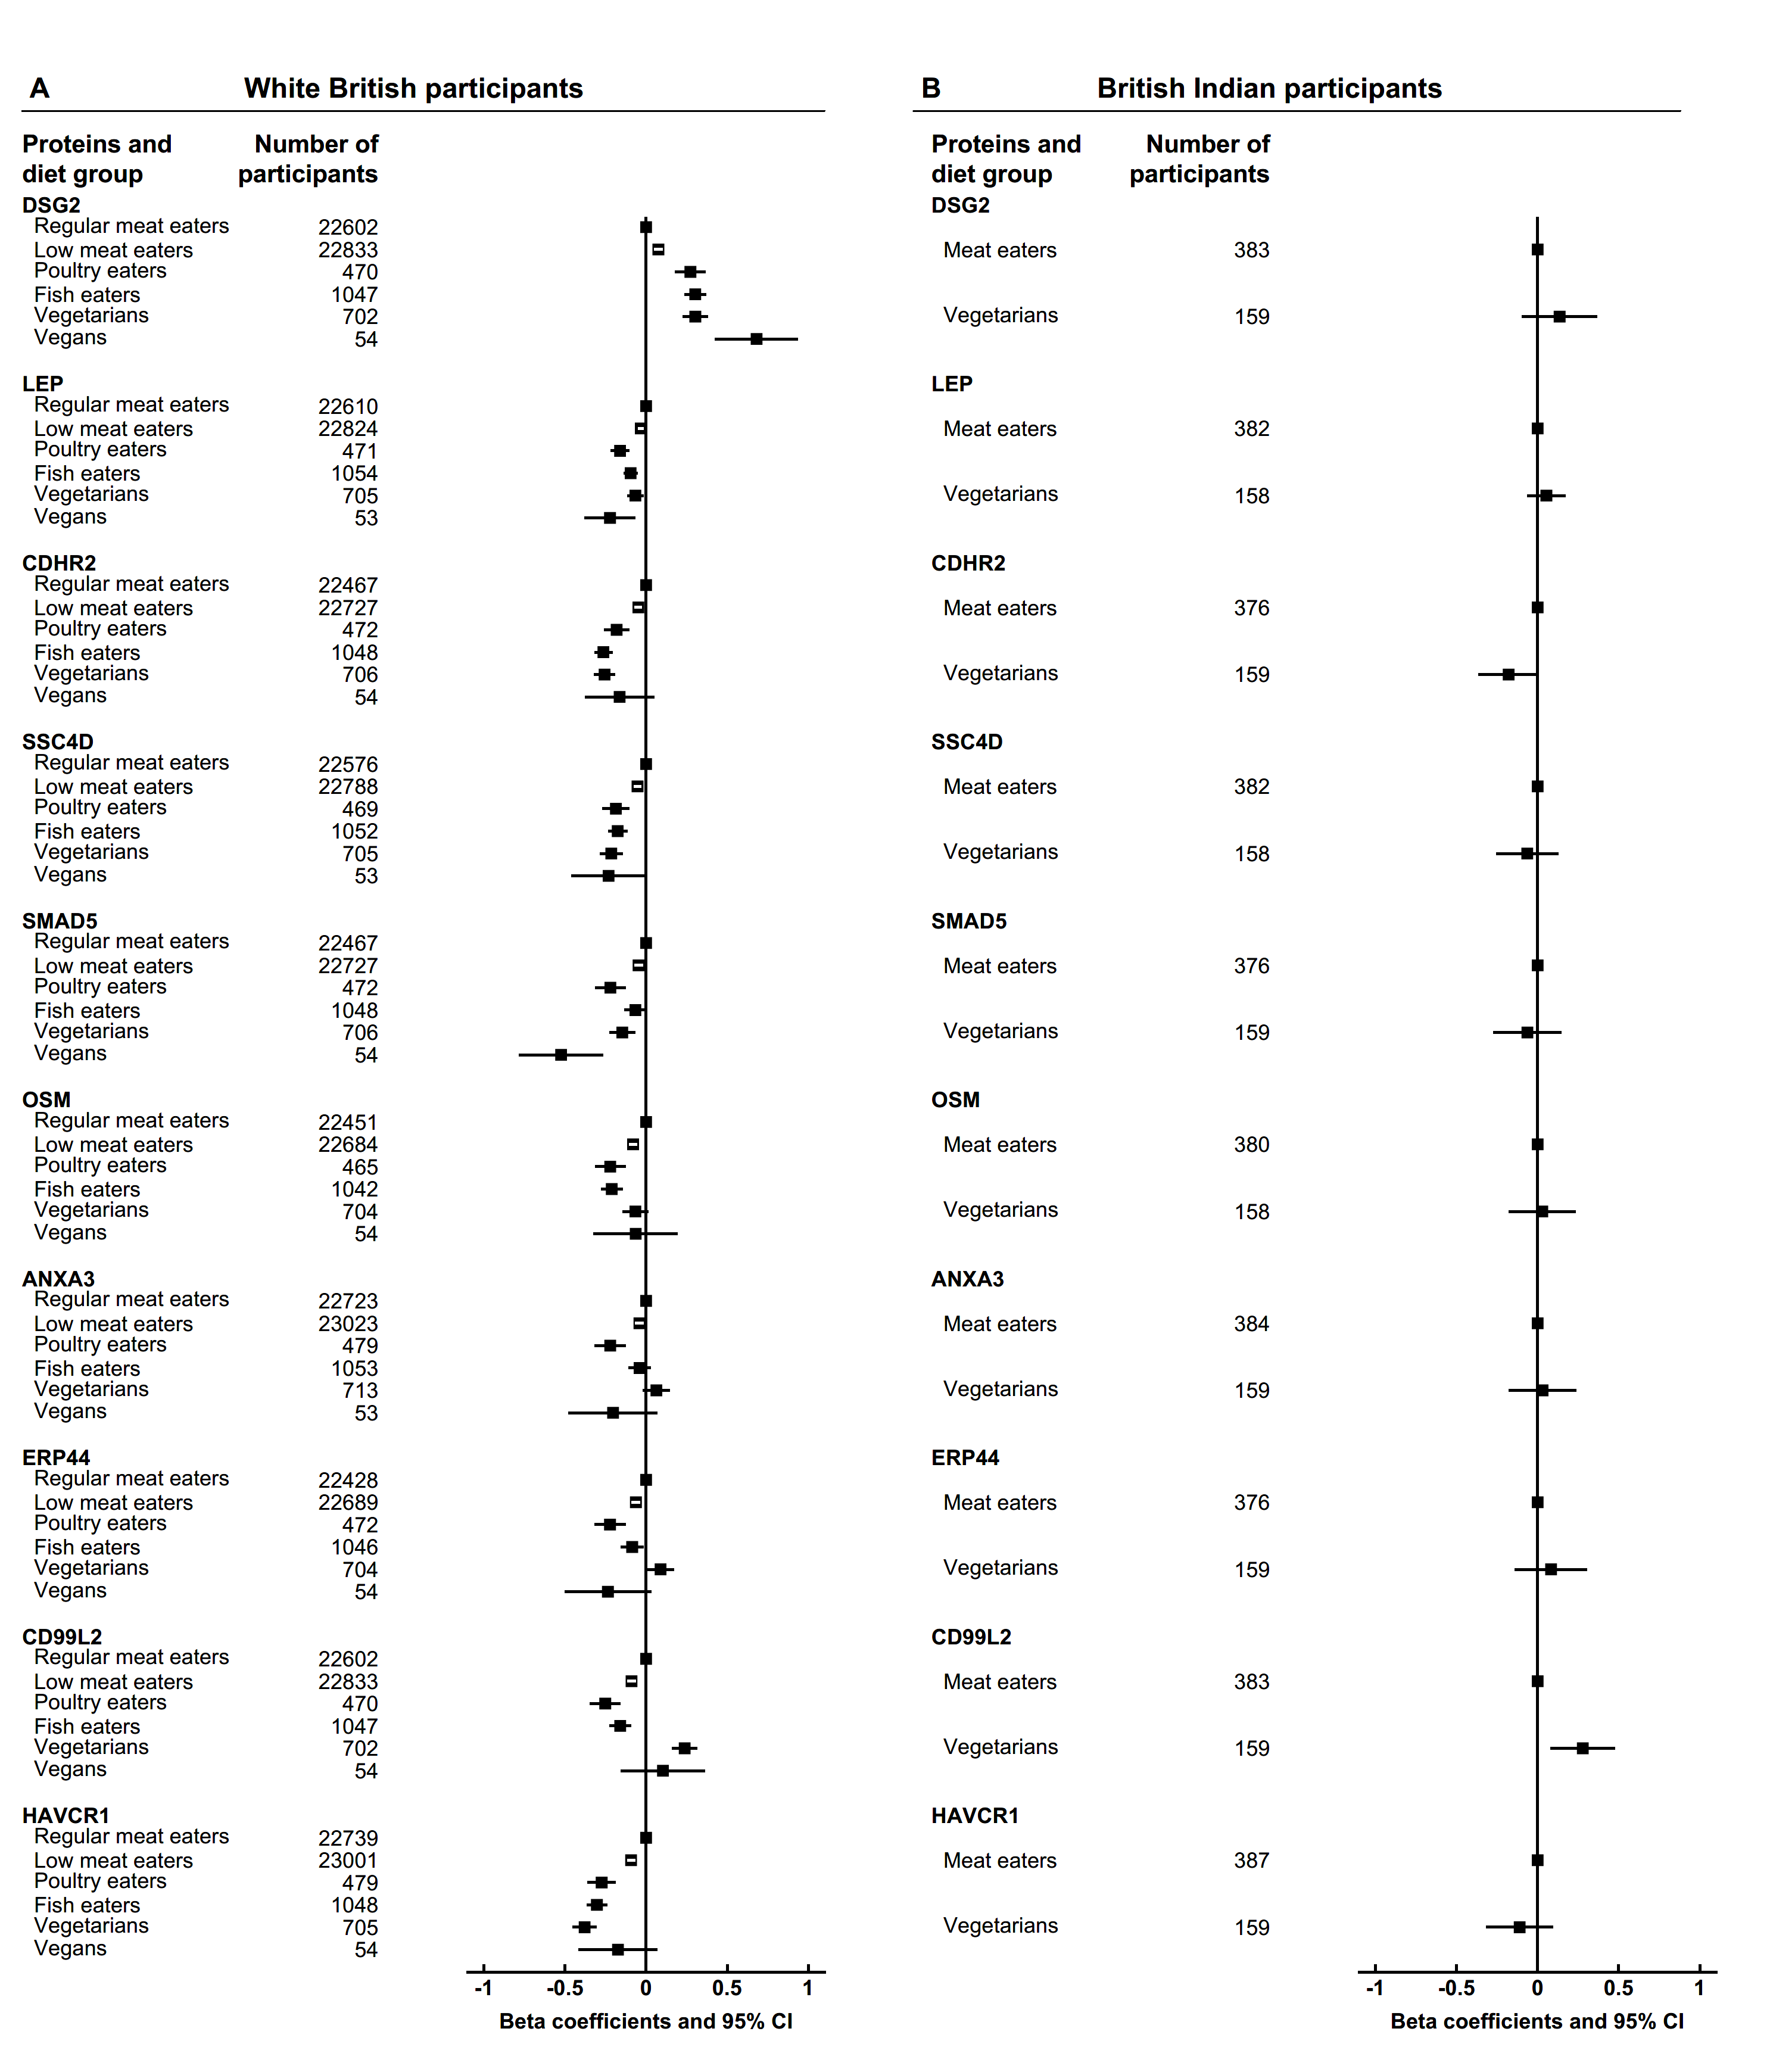 A White British participants
Proteins and diet group Number of participants
DSG2
Regular meat eaters 22602
Low meat eaters 22833
Poultry eaters 470
Fish eaters 1047
Vegetarians 702
Vegans 54
LEP
Regular meat eaters 22610
Low meat eaters 22824
Poultry eaters 471
Fish eaters 1054
Vegetarians 705
Vegans 53
CDHR2
Regular meat eaters 22467
Low meat eaters 22727
Poultry eaters 472
Fish eaters 1048
Vegetarians 706
Vegans 54
SSC4D
Regular meat eaters 22576
Low meat eaters 22788
Poultry eaters 469
Fish eaters 1052
Vegetarians 705
Vegans 53
SMAD5
Regular meat eaters 22467
Low meat eaters 22727
Poultry eaters 472
Fish eaters 1048
Vegetarians 706
Vegans 54
OSM
Regular meat eaters 22451
Low meat eaters 22684
Poultry eaters 465
Fish eaters 1042
Vegetarians 704
Vegans 54
ANXA3
Regular meat eaters 22723
Low meat eaters 23023
Poultry eaters 479
Fish eaters 1053
Vegetarians 713
Vegans 53
ERP44
Regular meat eaters 22428
Low meat eaters 22689
Poultry eaters 472
Fish eaters 1046
Vegetarians 704
Vegans 54
CD99L2
Regular meat eaters 22602
Low meat eaters 22833
Poultry eaters 470
Fish eaters 1047
Vegetarians 702
Vegans 54
HAVCR1
Regular meat eaters 22739
Low meat eaters 23001
Poultry eaters 479
Fish eaters 1048
Vegetarians 705
Vegans 54
-1 -0.5 0 0.5 1
Beta coefficients and 95% CI
B British Indian participants
Proteins and diet group Number of participants
DSG2
Meat eaters 383
Vegetarians 159
LEP
Meat eaters 382
Vegetarians 158
CDHR2
Meat eaters 376
Vegetarians 159
SSC4D
Meat eaters 382
Vegetarians 158
SMAD5
Meat eaters 376
Vegetarians 159
OSM
Meat eaters 380
Vegetarians 158
ANXA3
Meat eaters 384
Vegetarians 159
ERP44
Meat eaters 376
Vegetarians 159
CD99L2
Meat eaters 383
Vegetarians 159
HAVCR1
Meat eaters 387
Vegetarians 159
-1 -0.5 0 0.5 1
Beta coefficients and 95% CI